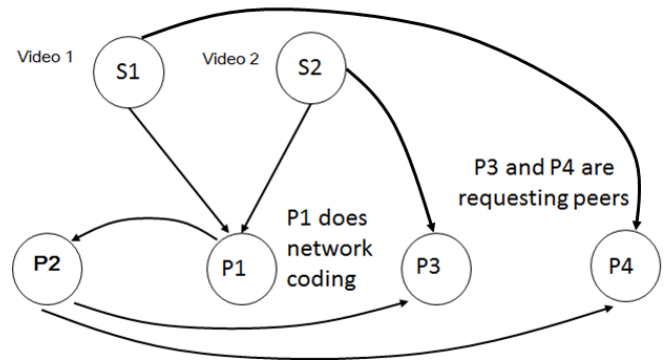 Video 1
S1
Video 2
S2
P3 and P4 are
requesting peers
P2
P1
P1 does
network
coding
P3
P4